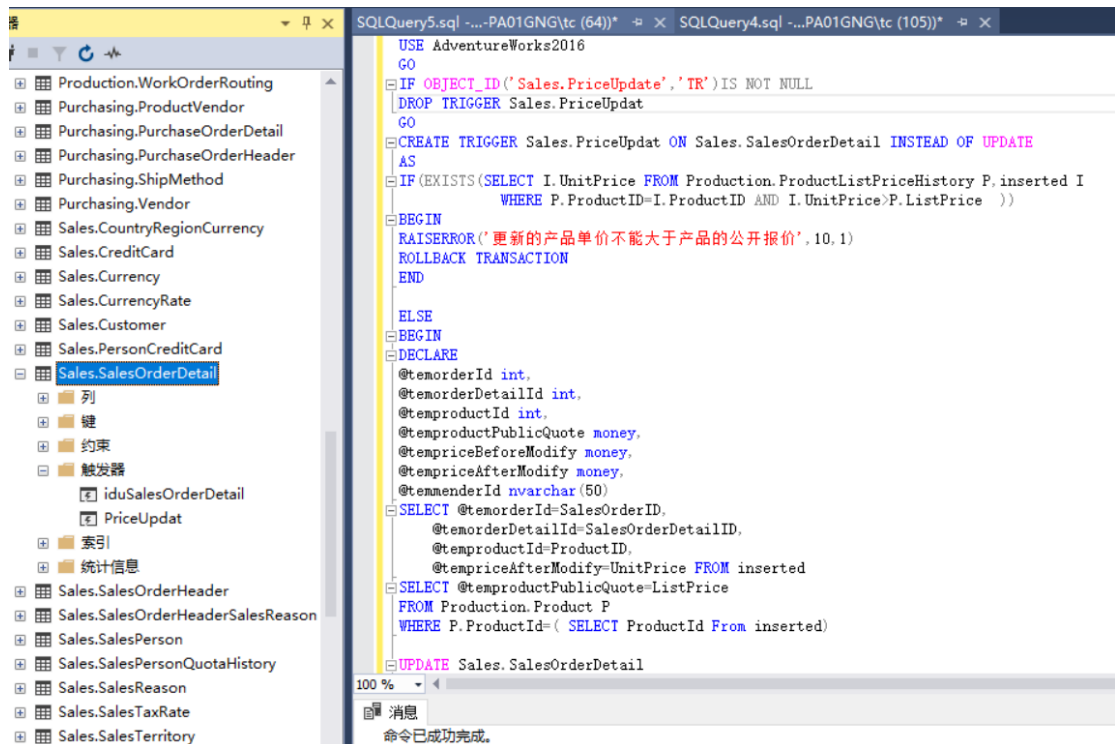 器
SQLQuery5.sql -...-PA01GNG\tc (64))*
SQLQuery4.sql -...PA01GNG\tc (105))*
Production.WorkOrderRouting
Purchasing.ProductVendor
Purchasing.PurchaseOrderDetail
Purchasing.PurchaseOrderHeader
Purchasing.ShipMethod
Purchasing.Vendor
Sales.CountryRegionCurrency
Sales.CreditCard
Sales.Currency
Sales.CurrencyRate
Sales.Customer
Sales.PersonCreditCard
Sales.SalesOrderDetail
列
键
约束
触发器
iduSalesOrderDetail
PriceUpdat
索引
统计信息
Sales.SalesOrderHeader
Sales.SalesOrderHeaderSalesReason
Sales.SalesPerson
Sales.SalesPersonQuotaHistory
Sales.SalesReason
Sales.SalesTaxRate
Sales.SalesTerritory
USE AdventureWorks2016
GO
IF OBJECT_ID('Sales.PriceUpdate','TR')IS NOT NULL
DROP TRIGGER Sales.PriceUpdat
GO
CREATE TRIGGER Sales.PriceUpdat ON Sales.SalesOrderDetail INSTEAD OF UPDATE
AS
IF(EXISTS(SELECT I.UnitPrice FROM Production.ProductListPriceHistory P,inserted I
WHERE P.ProductID=I.ProductID AND I.UnitPrice>P.ListPrice  ))
BEGIN
RAISERROR('更新的产品单价不能大于产品的公开报价',10,1)
ROLLBACK TRANSACTION
END
ELSE
BEGIN
DECLARE
@temorderId int,
@temorderDetailId int,
@temproductId int,
@temproductPublicQuote money,
@tempriceBeforeModify money,
@tempriceAfterModify money,
@temmenderId nvarchar(50)
SELECT @temorderId=SalesOrderID,
@temorderDetailId=SalesOrderDetailID,
@temproductId=ProductID,
@tempriceAfterModify=UnitPrice FROM inserted
SELECT @temproductPublicQuote=ListPrice
FROM Production.Product P
WHERE P.ProductId=( SELECT ProductId From inserted)
UPDATE Sales.SalesOrderDetail
100 %
消息
命令已成功完成。